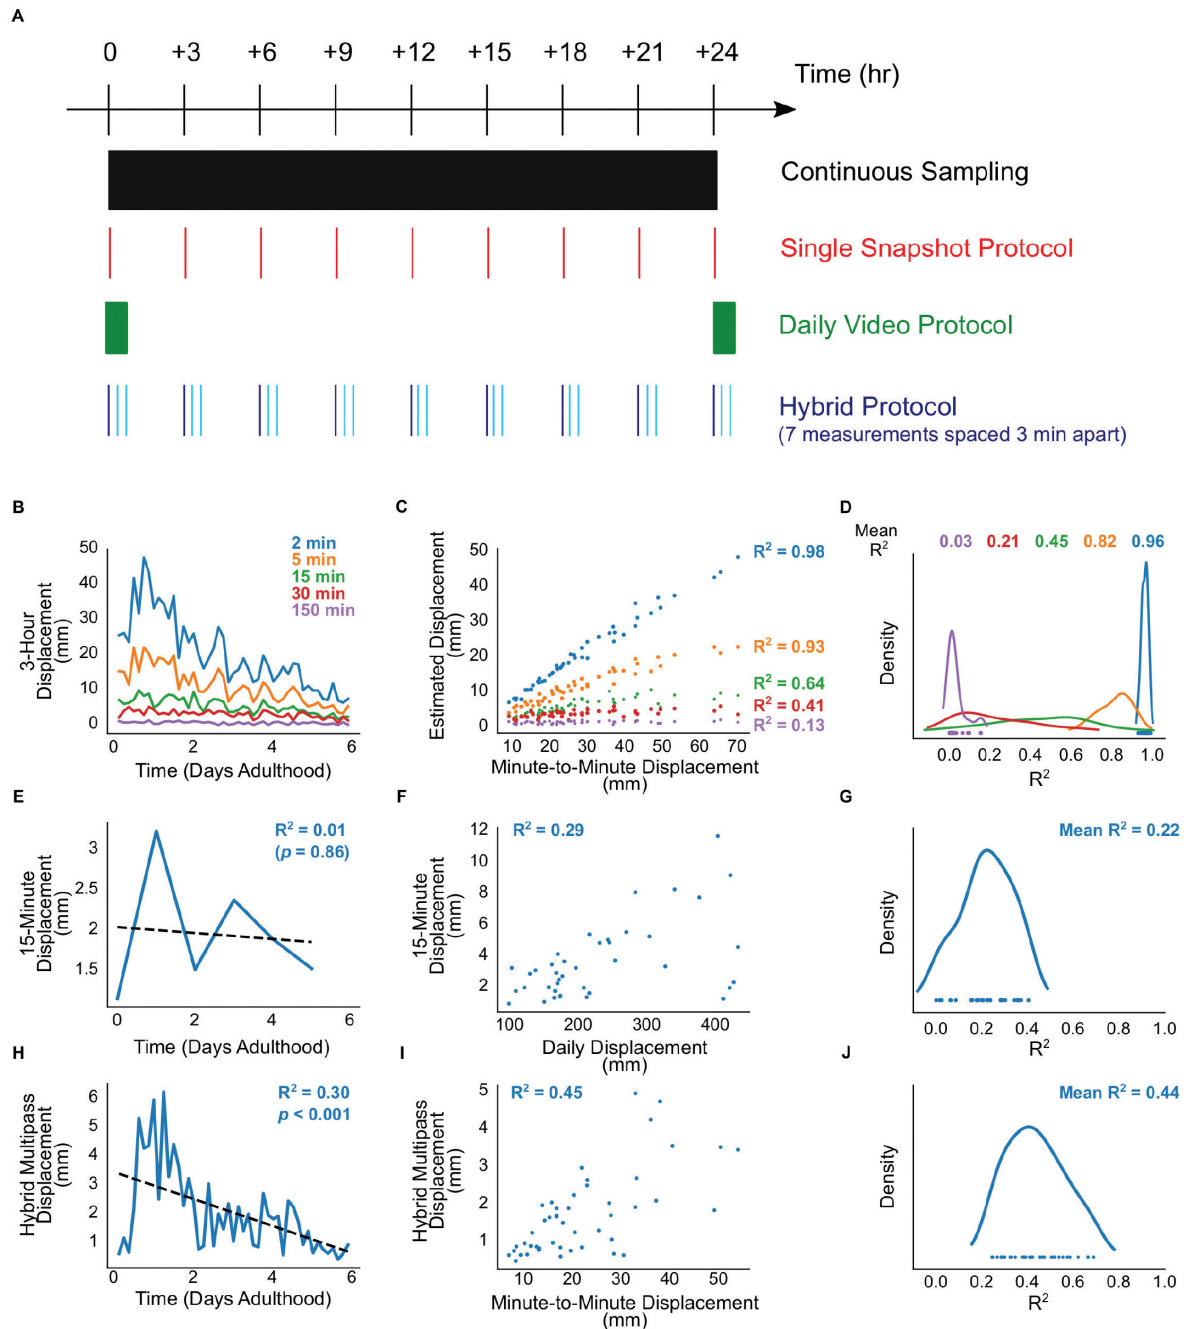 A
0 +3 +6 +9 +12 +15 +18 +21 +24
Time (hr)
Continuous Sampling
Single Snapshot Protocol
Daily Video Protocol
Hybrid Protocol
(7 measurements spaced 3 min apart)
B
3-Hour
Displacement
(mm)
50
40
30
20
10
0
2 min
5 min
15 min
30 min
150 min
0 2 4 6
Time (Days Adulthood)
C
Estimated Displacement
(mm)
50
40
30
20
10
0
R² = 0.98
R² = 0.93
R² = 0.64
R² = 0.41
R² = 0.13
10 20 30 40 50 60 70
Minute-to-Minute Displacement
(mm)
D
Mean
R²
0.03 0.21 0.45 0.82 0.96
Density
0.0 0.2 0.4 0.6 0.8 1.0
R²
E
15-Minute
Displacement
(mm)
3
2.5
2
1.5
R² = 0.01
(p = 0.86)
0 2 4 6
Time (Days Adulthood)
F
15-Minute
Displacement
(mm)
12
10
8
6
4
2
R² = 0.29
100 200 300 400
Daily Displacement
(mm)
G
Mean R² = 0.22
Density
0.0 0.2 0.4 0.6 0.8 1.0
R²
H
Hybrid Multipass
Displacement
(mm)
6
5
4
3
2
1
R² = 0.30
p < 0.001
0 2 4 6
Time (Days Adulthood)
I
Hybrid Multipass
Displacement
(mm)
5
4
3
2
1
R² = 0.45
10 20 30 40 50
Minute-to-Minute Displacement
(mm)
J
Mean R² = 0.44
Density
0.0 0.2 0.4 0.6 0.8 1.0
R²